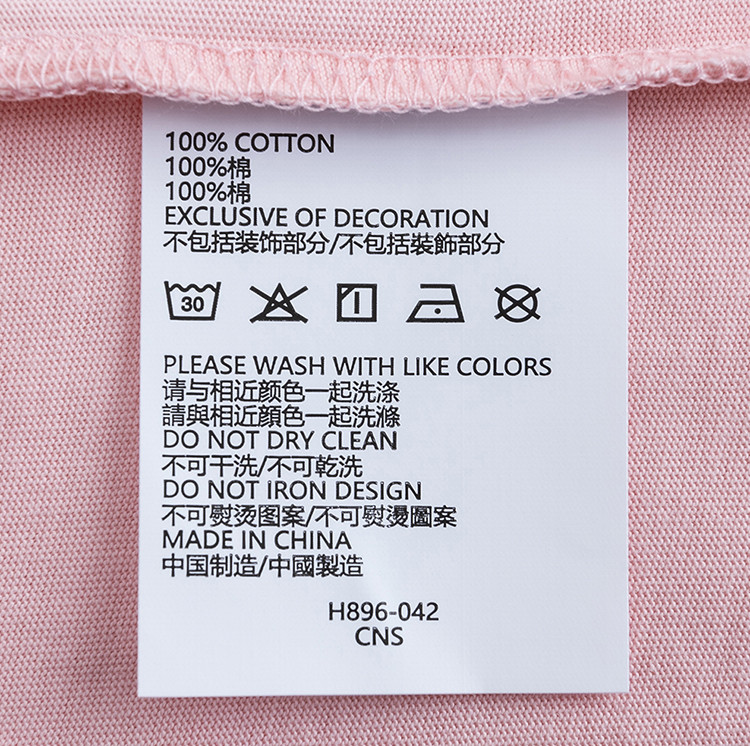 100% COTTON
100%棉
100%棉
EXCLUSIVE OF DECORATION
不包括装饰部分/不包括裝飾部分
30
PLEASE WASH WITH LIKE COLORS
请与相近颜色一起洗涤
請與相近顏色一起洗滌
DO NOT DRY CLEAN
不可干洗/不可乾洗
DO NOT IRON DESIGN
不可熨烫图案/不可熨燙圖案
MADE IN CHINA
中国制造/中國製造
H896-042
CNS